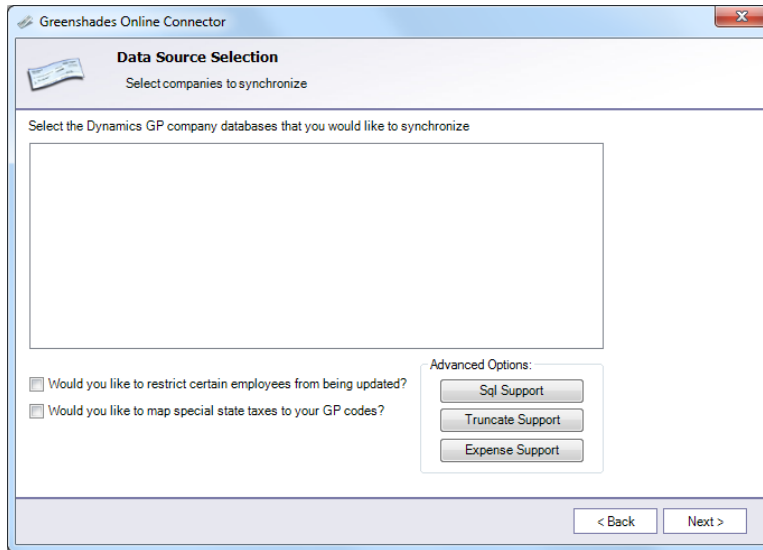 Greenshades Online Connector
Data Source Selection
Select companies to synchronize
Select the Dynamics GP company databases that you would like to synchronize
Would you like to restrict certain employees from being updated?
Would you like to map special state taxes to your GP codes?
Advanced Options:
Sql Support
Truncate Support
Expense Support
< Back
Next >